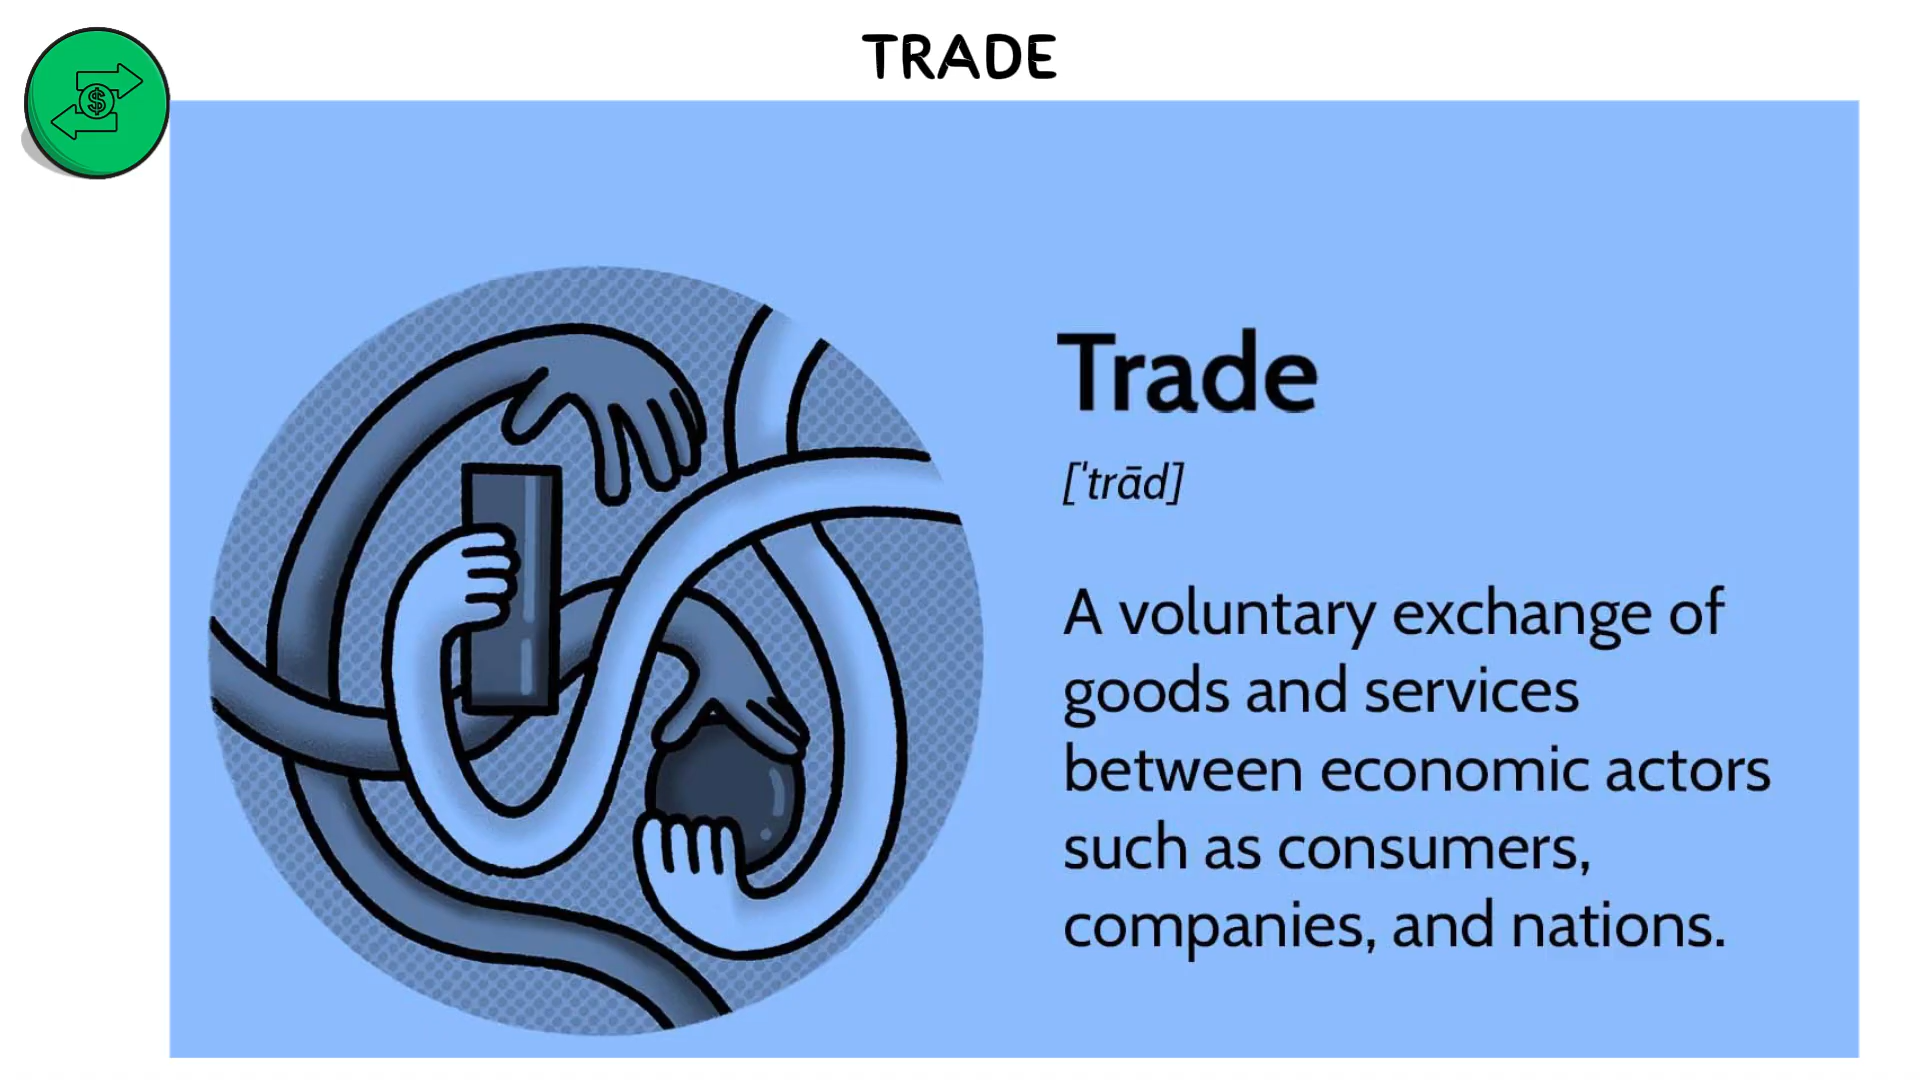 TRADE
$
Trade
['trād]
A voluntary exchange of
goods and services
between economic actors
such as consumers,
companies, and nations.